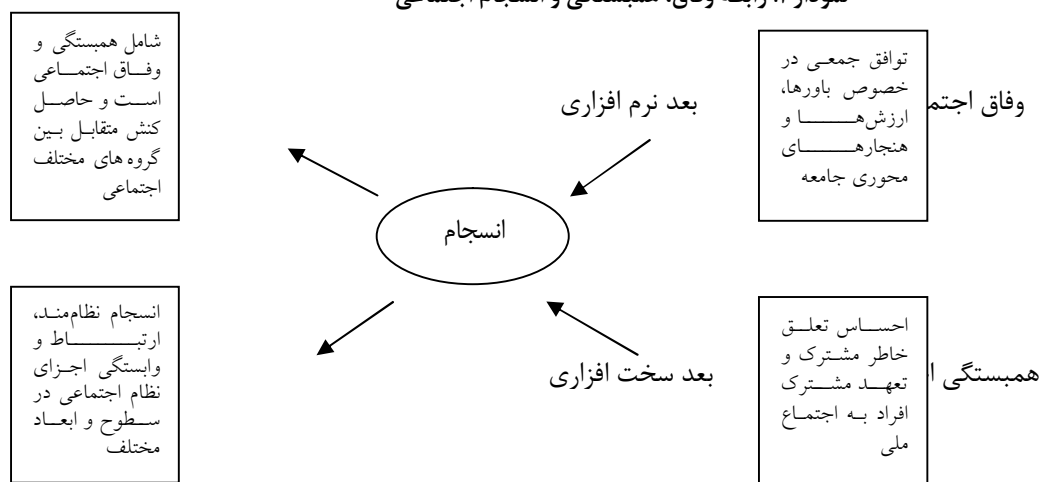 شامل همبستگی و
وفاق اجتماعی
است و حاصل
کنش متقابل بین
گروه های مختلف
اجتماعی
توافق جمعی در
خصوص باورها،
ارزش‌ها و
هنجارهای
محوری جامعه
وفاق
بعد نرم افزاری
انسجام
انسجام نظام‌مند،
ارتباط و
وابستگی اجزای
نظام اجتماعی در
سطوح و ابعاد
مختلف
احساس تعلق
خاطر مشترک و
تعهد مشترک
افراد به اجتماع
ملی
همبستگی
بعد سخت افزاری